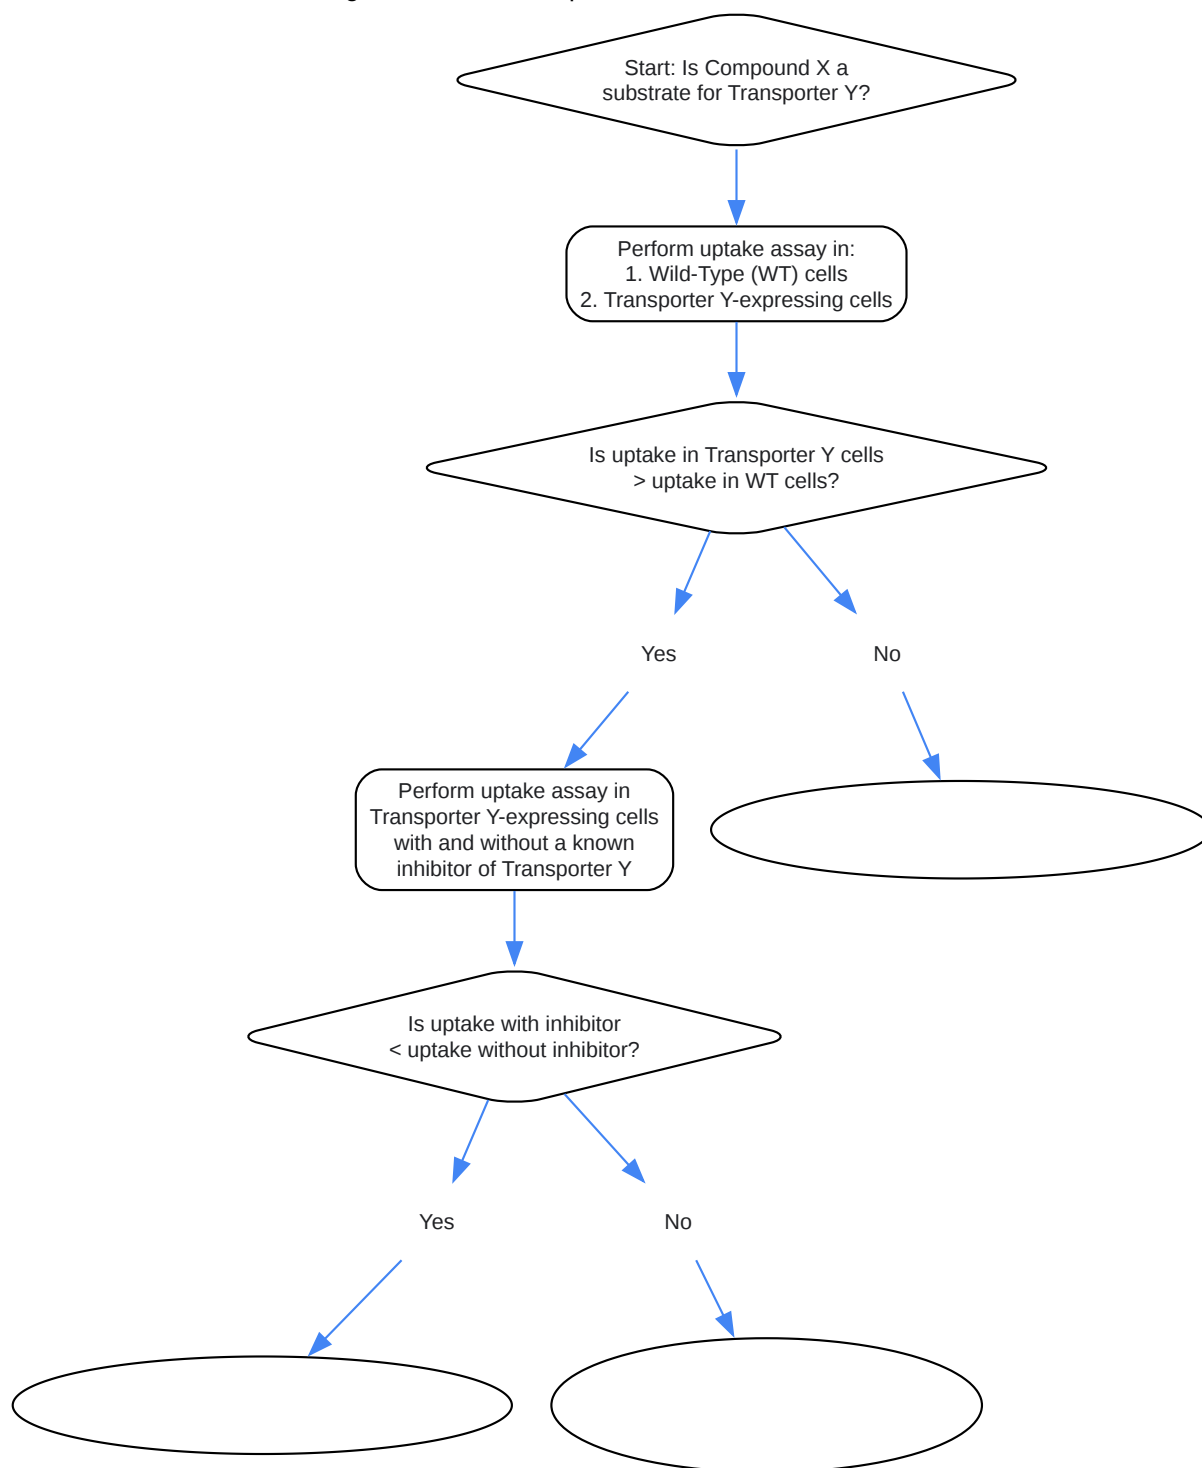 Start: Is Compound X a
substrate for Transporter Y?
Perform uptake assay in:
1. Wild-Type (WT) cells
2. Transporter Y-expressing cells
Is uptake in Transporter Y cells
> uptake in WT cells?
Yes
No
Perform uptake assay in
Transporter Y-expressing cells
with and without a known
inhibitor of Transporter Y
Is uptake with inhibitor
< uptake without inhibitor?
Yes
No